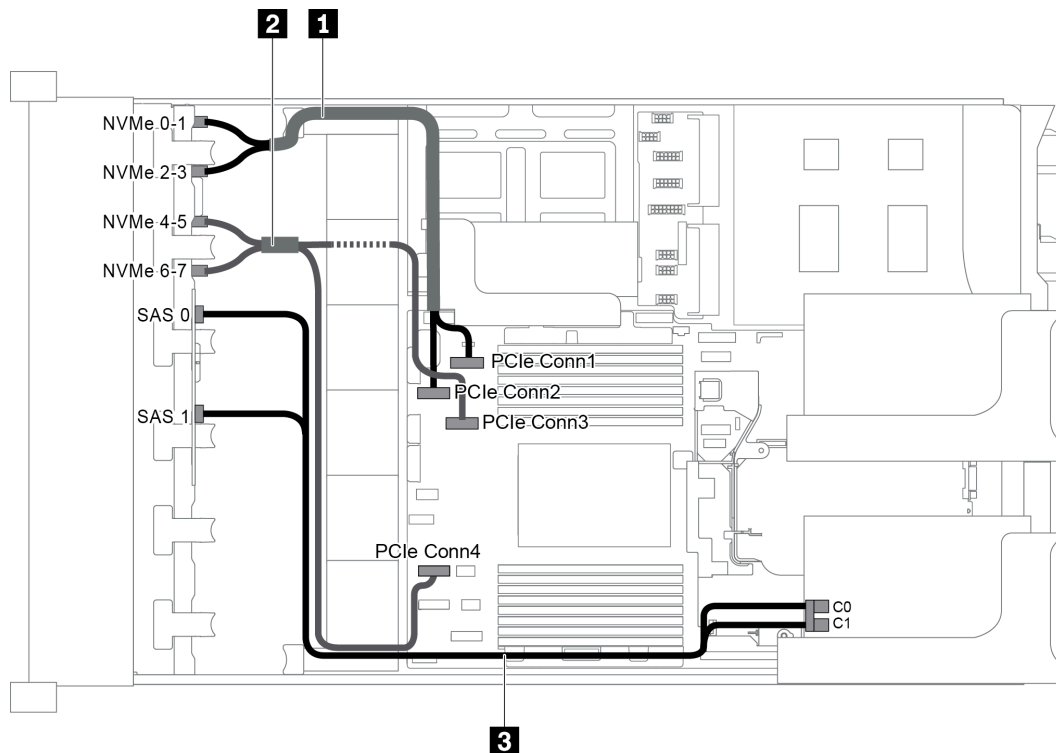 2 1
NVMe 0-1
NVMe 2-3
NVMe 4-5
NVMe 6-7
SAS 0
PCIe Conn1
PCIe Conn2
SAS 1
PCIe Conn3
PCIe Conn4
C0
C1
3